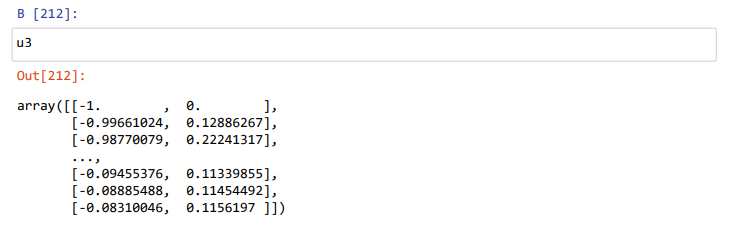 B [212]:
u3
Out[212]:
array([[-1.        ,  0.        ],
       [-0.99661024,  0.12886267],
       [-0.98770079,  0.22241317],
       ...,
       [-0.09455376,  0.11339855],
       [-0.08885488,  0.11454492],
       [-0.08310046,  0.1156197 ]])